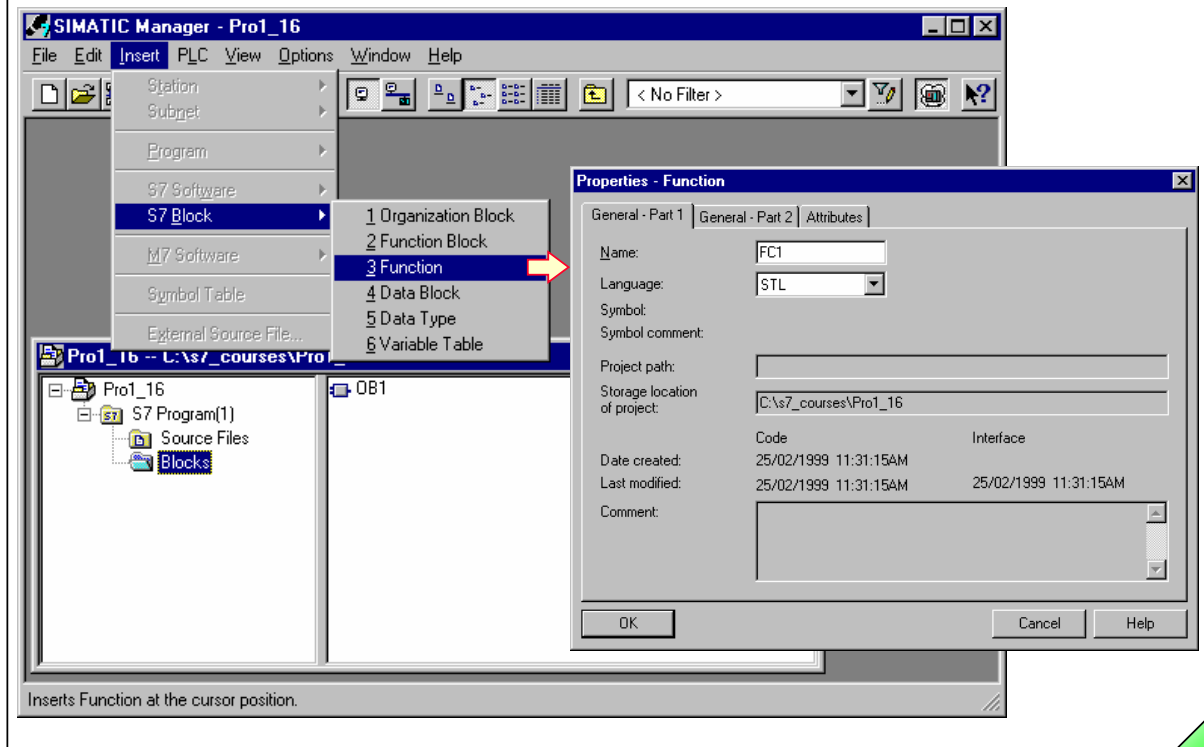 SIMATIC Manager - Pro1_16
File Edit Insert PLC View Options Window Help
< No Filter >
Station
Subnet
Program
S7 Software
S7 Block
M7 Software
Symbol Table
External Source File...
1 Organization Block
2 Function Block
3 Function
4 Data Block
5 Data Type
6 Variable Table
Pro1_16 -- C:\s7_courses\Pro1_
Pro1_16
S7 Program(1)
Source Files
Blocks
OB1
Inserts Function at the cursor position.
Properties - Function
General - Part 1 General - Part 2 Attributes
Name: FC1
Language: STL
Symbol:
Symbol comment:
Project path:
Storage location
of project: C:\s7_courses\Pro1_16
Code Interface
Date created: 25/02/1999 11:31:15AM
Last modified: 25/02/1999 11:31:15AM 25/02/1999 11:31:15AM
Comment:
OK Cancel Help